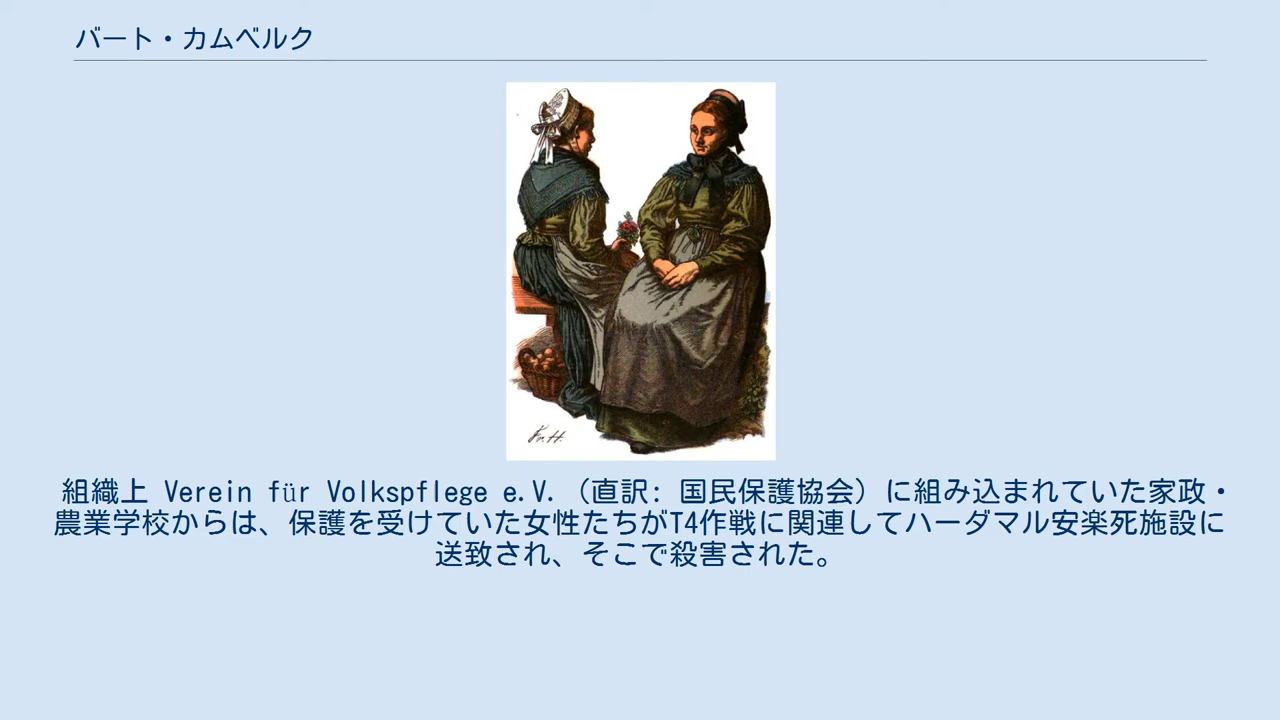 バート・カムベルク
組織上 Verein für Volkspflege e.V. (直訳: 国民保護協会) に組み込まれていた家政・
農業学校からは、保護を受けていた女性たちがT4作戦に関連してハーダマル安楽死施設に
送致され、そこで殺害された。